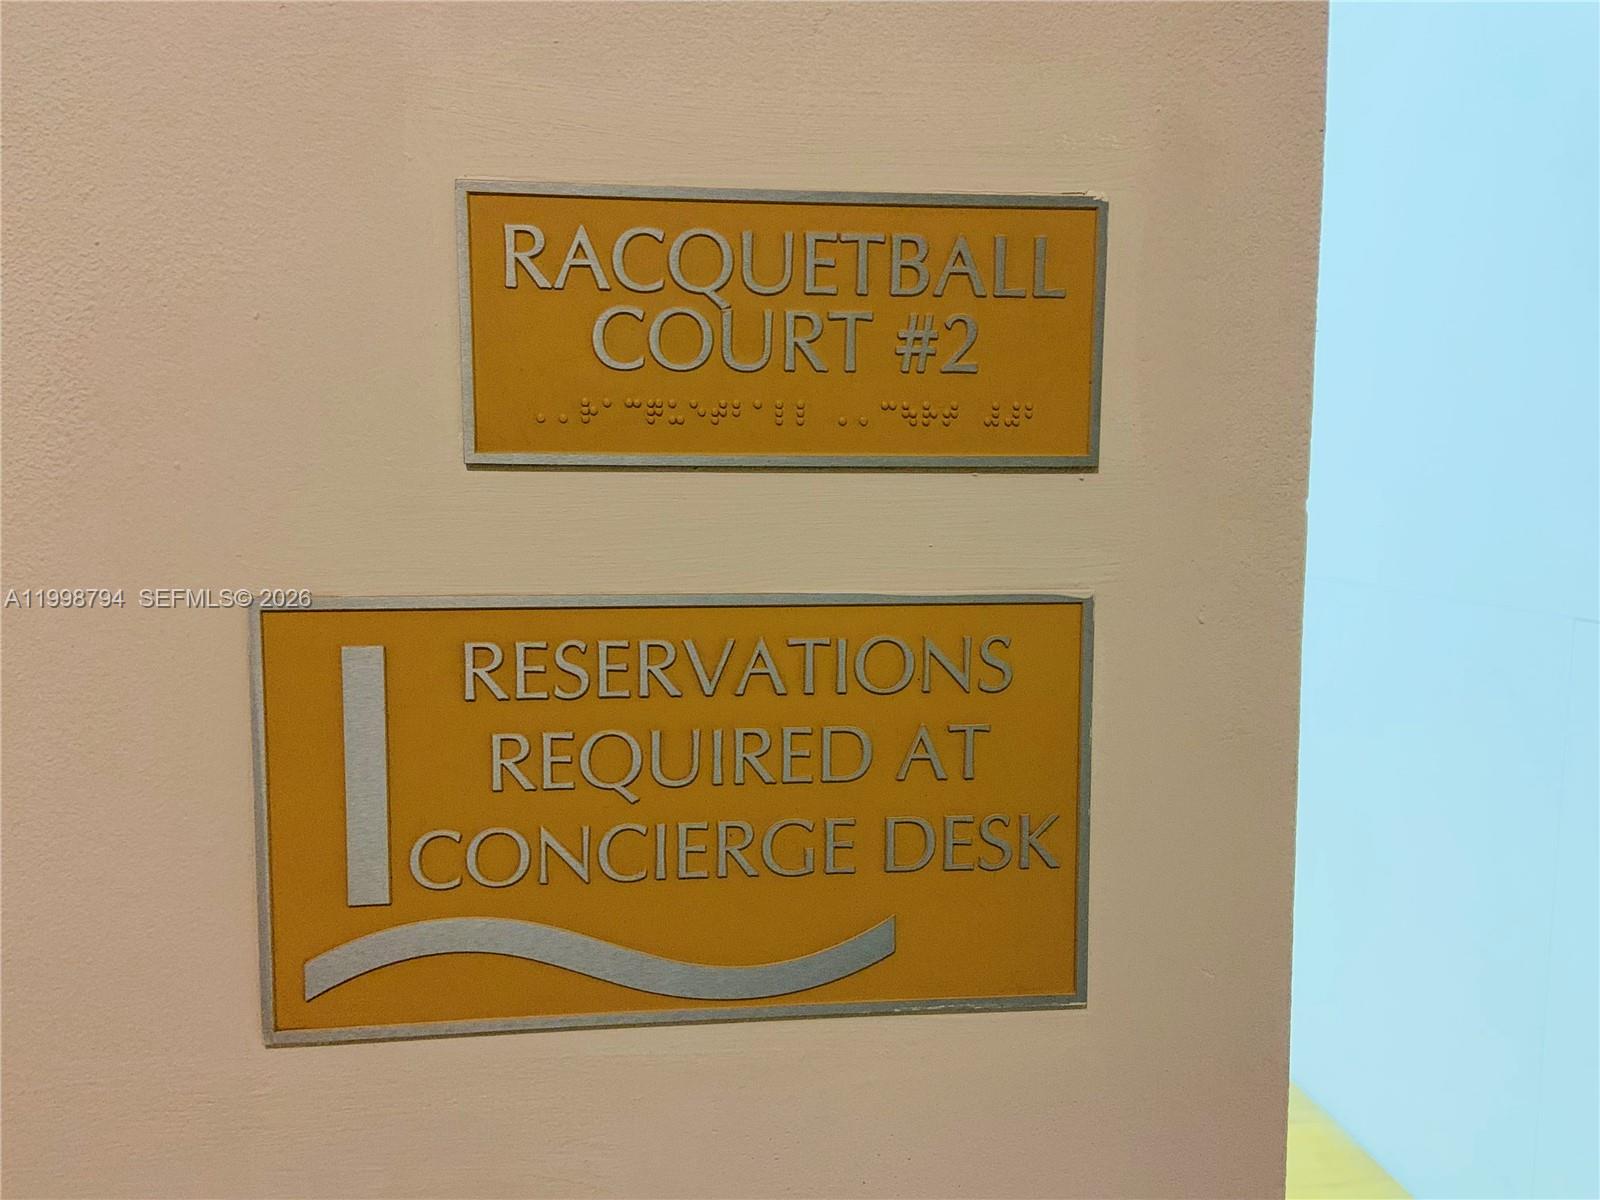 RACQUETBALL
COURT #2
A11998794 SEFMLS© 2026
RESERVATIONS
REQUIRED AT
CONCIERGE DESK